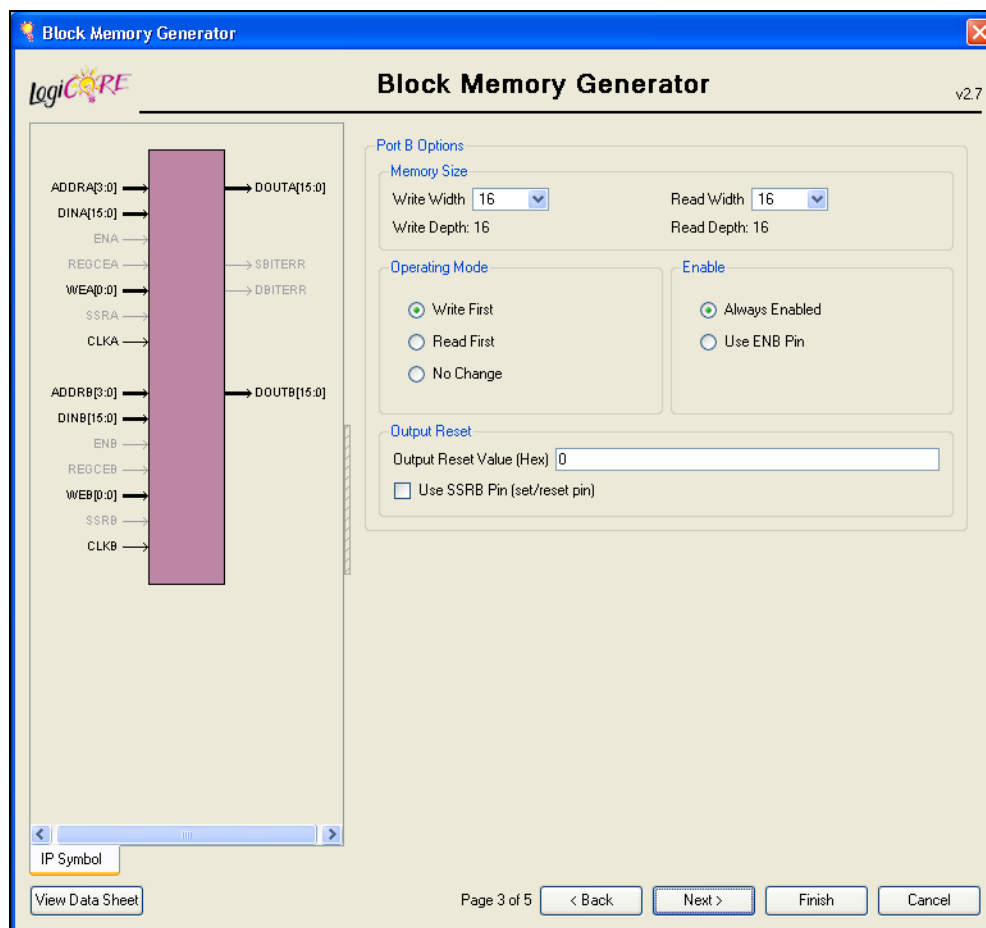 Block Memory Generator
LogiCORE
Block Memory Generator
v2.7
ADDRA[3:0]
DOUTA[15:0]
DINA[15:0]
ENA
REGCEA
SBITERR
WEA[0:0]
DBITERR
SSRA
CLKA
ADDRB[3:0]
DOUTB[15:0]
DINB[15:0]
ENB
REGCEB
WEB[0:0]
SSRB
CLKB
IP Symbol
Port B Options
Memory Size
Write Width 16
Read Width 16
Write Depth: 16
Read Depth: 16
Operating Mode
Write First
Read First
No Change
Enable
Always Enabled
Use ENB Pin
Output Reset
Output Reset Value (Hex) 0
Use SSRB Pin (set/reset pin)
View Data Sheet
Page 3 of 5
< Back
Next >
Finish
Cancel